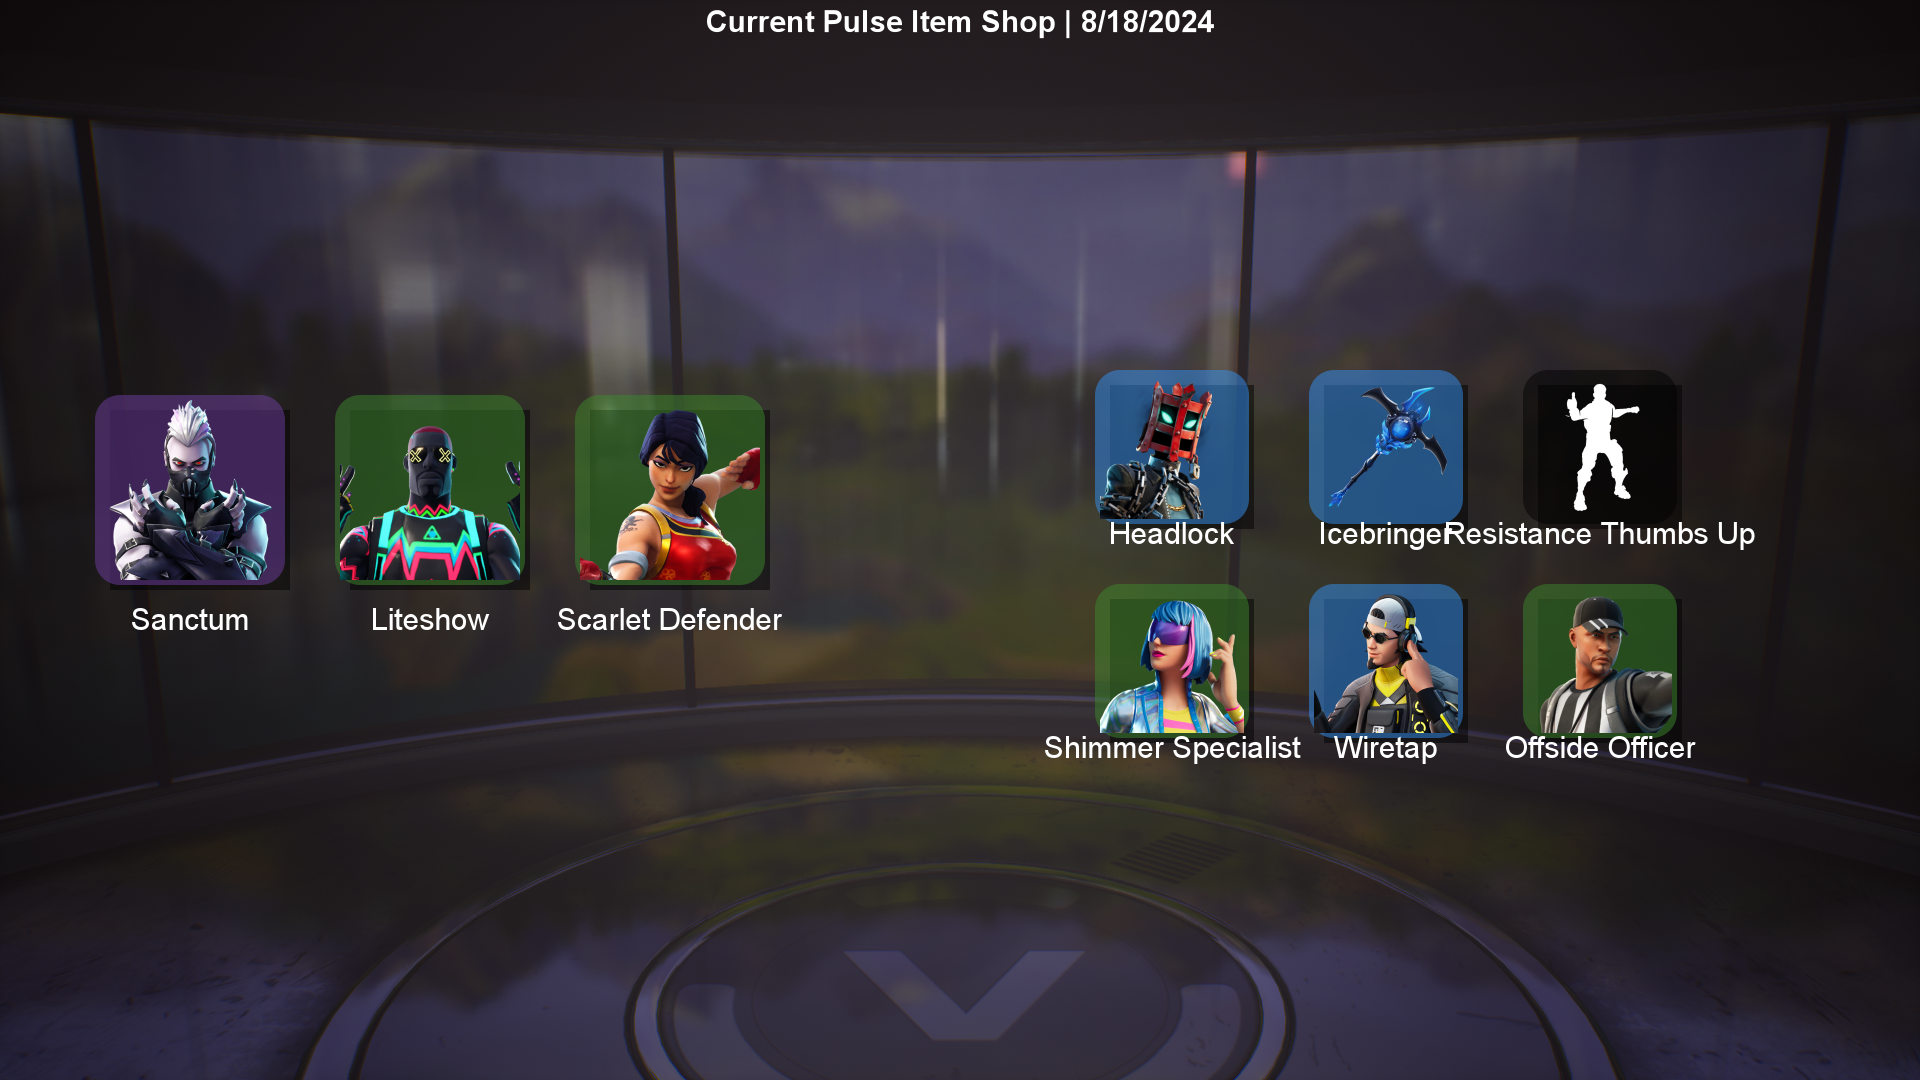 Current Pulse Item Shop | 8/18/2024
Sanctum
Liteshow
Scarlet Defender
Headlock
Icebringer
Resistance Thumbs Up
Shimmer Specialist
Wiretap
Offside Officer